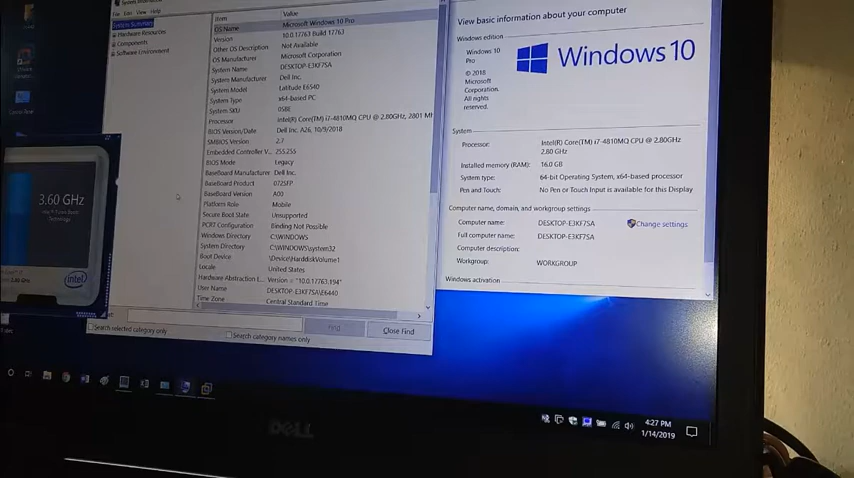 File Edit View Help
System Summary
Hardware Resources
Components
Software Environment
Item Value
OS Name Microsoft Windows 10 Pro
Version 10.0.17763 Build 17763
Other OS Description Not Available
OS Manufacturer Microsoft Corporation
System Name DESKTOP-E3KF7SA
System Manufacturer Dell Inc.
System Model Latitude E6540
System Type x64-based PC
System SKU 05BE
Processor Intel(R) Core(TM) i7-4810MQ CPU @ 2.80GHz, 2801 MH
BIOS Version/Date Dell Inc. A26, 10/9/2018
SMBIOS Version 2.7
Embedded Controller V... 255.255
BIOS Mode Legacy
BaseBoard Manufacturer Dell Inc.
BaseBoard Product 0725FP
BaseBoard Version A00
Platform Role Mobile
Secure Boot State Unsupported
PCR7 Configuration Binding Not Possible
Windows Directory C:\WINDOWS
System Directory C:\WINDOWS\system32
Boot Device \Device\HarddiskVolume1
Locale United States
Hardware Abstraction L... Version = "10.0.17763.194"
User Name DESKTOP-E3KF7SA\E6440
Time Zone Central Standard Time
Find Close Find
Search selected category only Search category names only
3.60 GHz
intel
View basic information about your computer
Windows edition
Windows 10
Pro
© 2018
Microsoft
Corporation.
All rights
reserved.
Windows 10
System
Processor: Intel(R) Core(TM) i7-4810MQ CPU @ 2.80GHz
2.80 GHz
Installed memory (RAM): 16.0 GB
System type: 64-bit Operating System, x64-based processor
Pen and Touch: No Pen or Touch Input is available for this Display
Computer name, domain, and workgroup settings
Computer name: DESKTOP-E3KF7SA
Change settings
Full computer name: DESKTOP-E3KF7SA
Computer description:
Workgroup: WORKGROUP
Windows activation
4:27 PM
1/14/2019
DELL